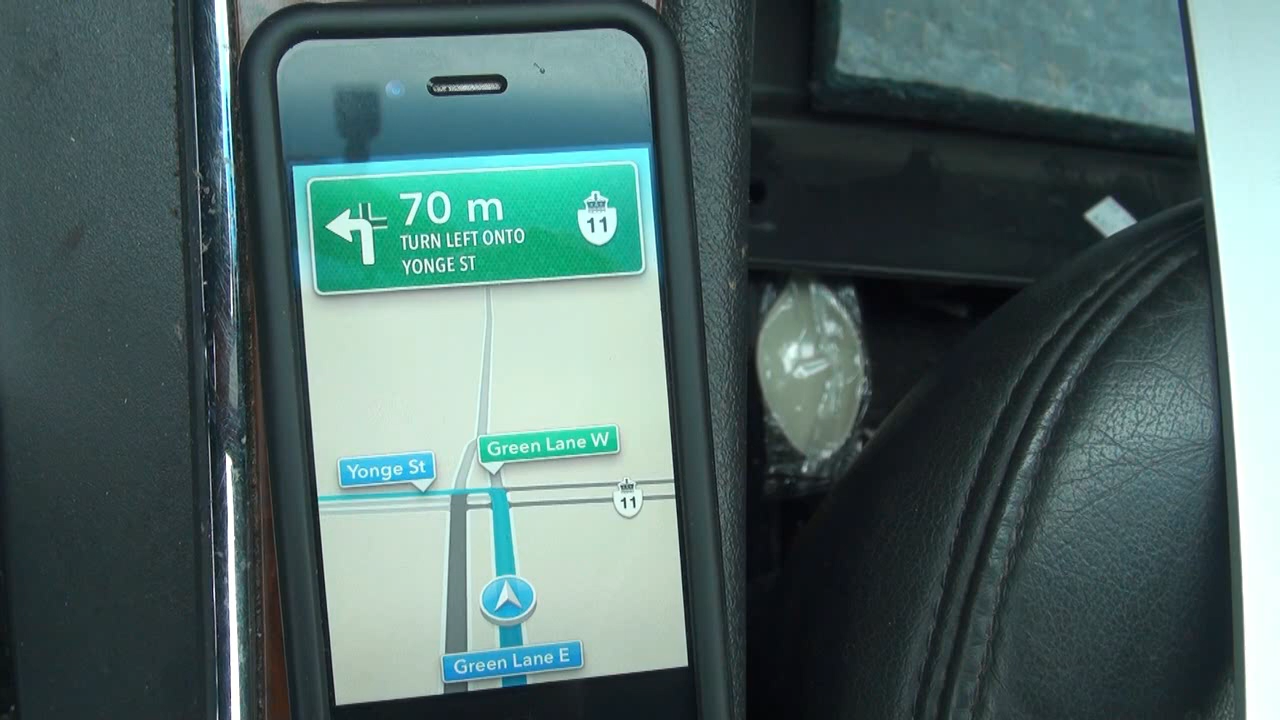 70 m
TURN LEFT ONTO
YONGE ST
11
Green Lane W
Yonge St
11
Green Lane E